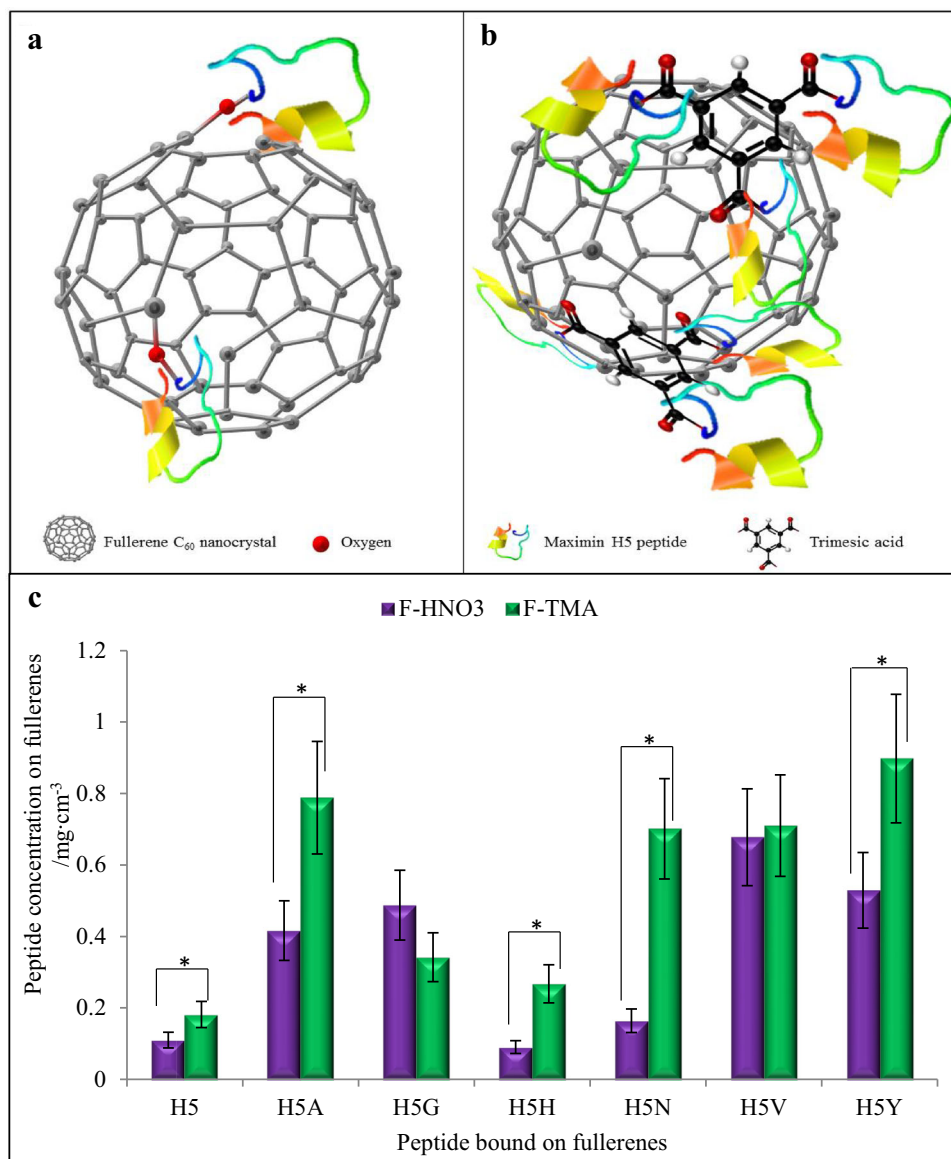 a
b
Fullerene C₆₀ nanocrystal
Oxygen
Maximin H5 peptide
Trimesic acid
c
F-HNO3
F-TMA
Peptide concentration on fullerenes
/mg·cm⁻³
1.2
1
0.8
0.6
0.4
0.2
0
*
*
*
*
*
H5
H5A
H5G
H5H
H5N
H5V
H5Y
Peptide bound on fullerenes